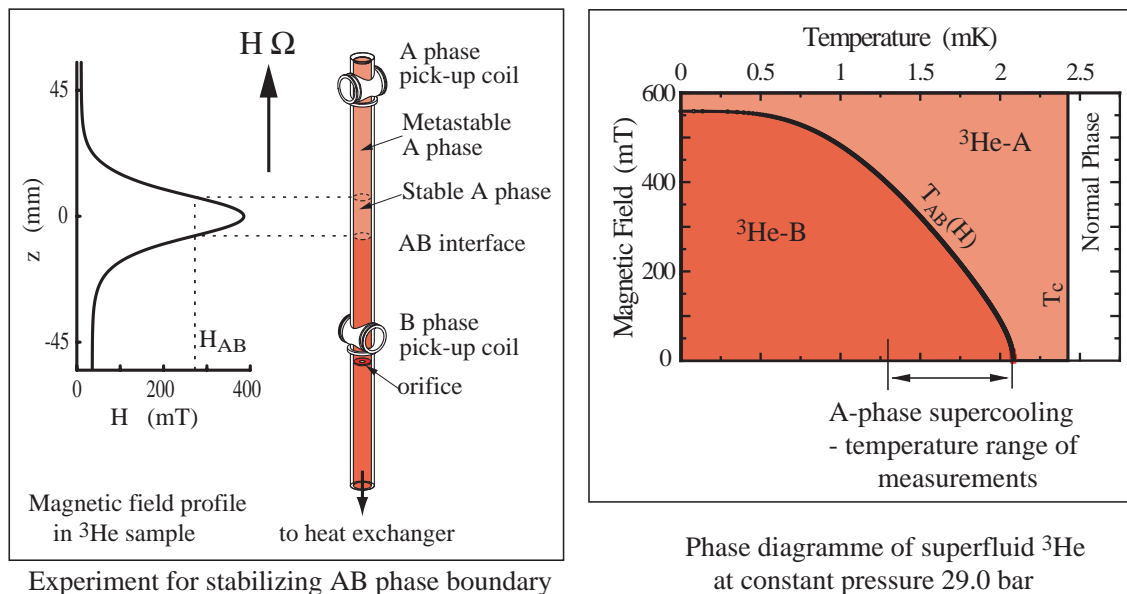 H Ω
A phase
pick-up coil
Metastable
A phase
Stable A phase
AB interface
B phase
pick-up coil
orifice
to heat exchanger
45
0
-45
z (mm)
H_AB
0 200 400
H (mT)
Magnetic field profile
in ³He sample
Experiment for stabilizing AB phase boundary
Temperature (mK)
0 0.5 1 1.5 2 2.5
600
400
200
0
Magnetic Field (mT)
³He-A
³He-B
T_AB(H)
T_c
Normal Phase
A-phase supercooling
- temperature range of
measurements
Phase diagramme of superfluid ³He
at constant pressure 29.0 bar